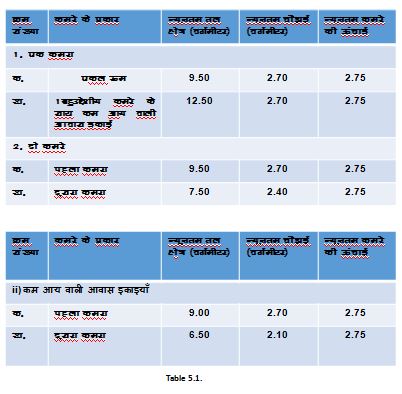 क्रम संख्या कमरे के प्रकार न्यूनतम तल क्षेत्र (वर्गमीटर) न्यूनतम चौड़ाई (वर्गमीटर) न्यूनतम कमरे की ऊंचाई
1. एक कमरा
क. एकल रूम 9.50 2.70 2.75
ख. 1बहुउद्देशीय कमरे के 12.50 2.70 2.75
साथ कम आय वाली
आवास इकाई
2. दो कमरे
क. पहला कमरा 9.50 2.70 2.75
ख. दूसरा कमरा 7.50 2.40 2.75
क्रम संख्या कमरे के प्रकार न्यूनतम तल क्षेत्र (वर्गमीटर) न्यूनतम चौड़ाई (वर्गमीटर) न्यूनतम कमरे की ऊंचाई
ii) कम आय वाली आवास इकाइयाँ
क. पहला कमरा 9.00 2.70 2.75
ख. दूसरा कमरा 6.50 2.10 2.75
Table 5.1.